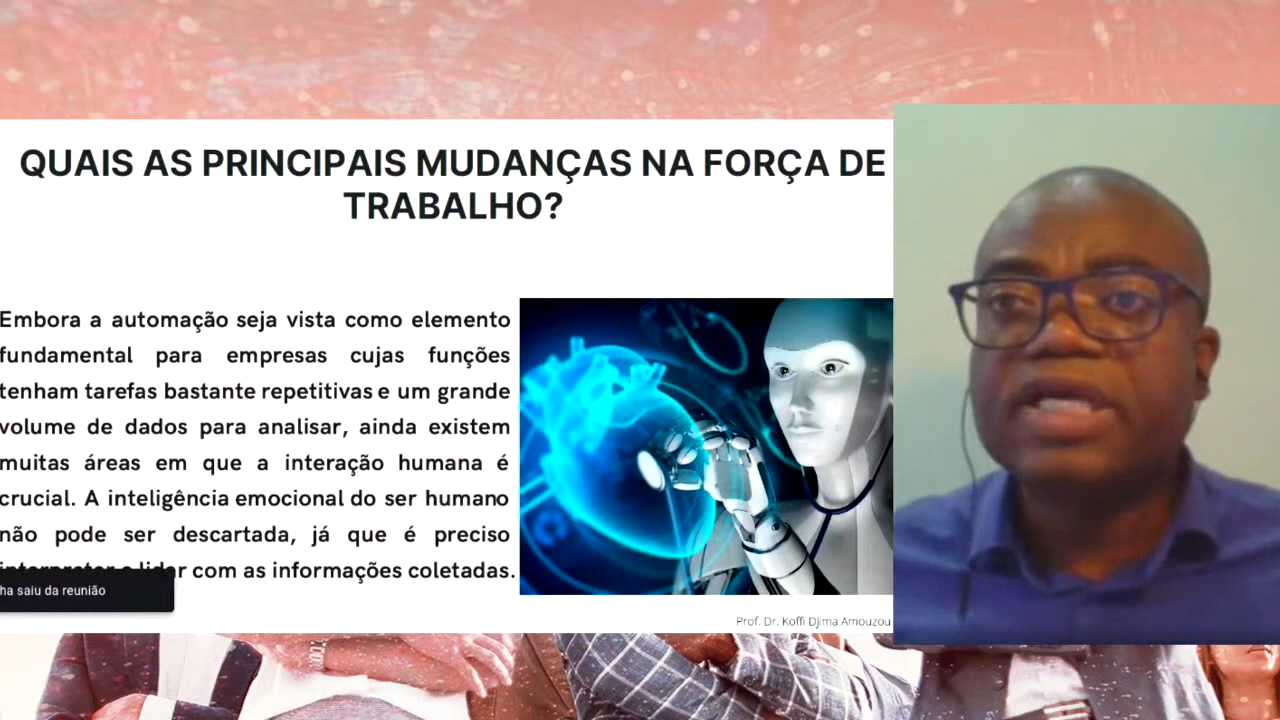 QUAIS AS PRINCIPAIS MUDANÇAS NA FORÇA DE
TRABALHO?
Embora a automação seja vista como elemento
fundamental para empresas cujas funções
tenham tarefas bastante repetitivas e um grande
volume de dados para analisar, ainda existem
muitas áreas em que a interação humana é
crucial. A inteligência emocional do ser humano
não pode ser descartada, já que é preciso
interpretar e lidar com as informações coletadas.
ha saiu da reunião
Prof. Dr. Koffi Djima Amouzou